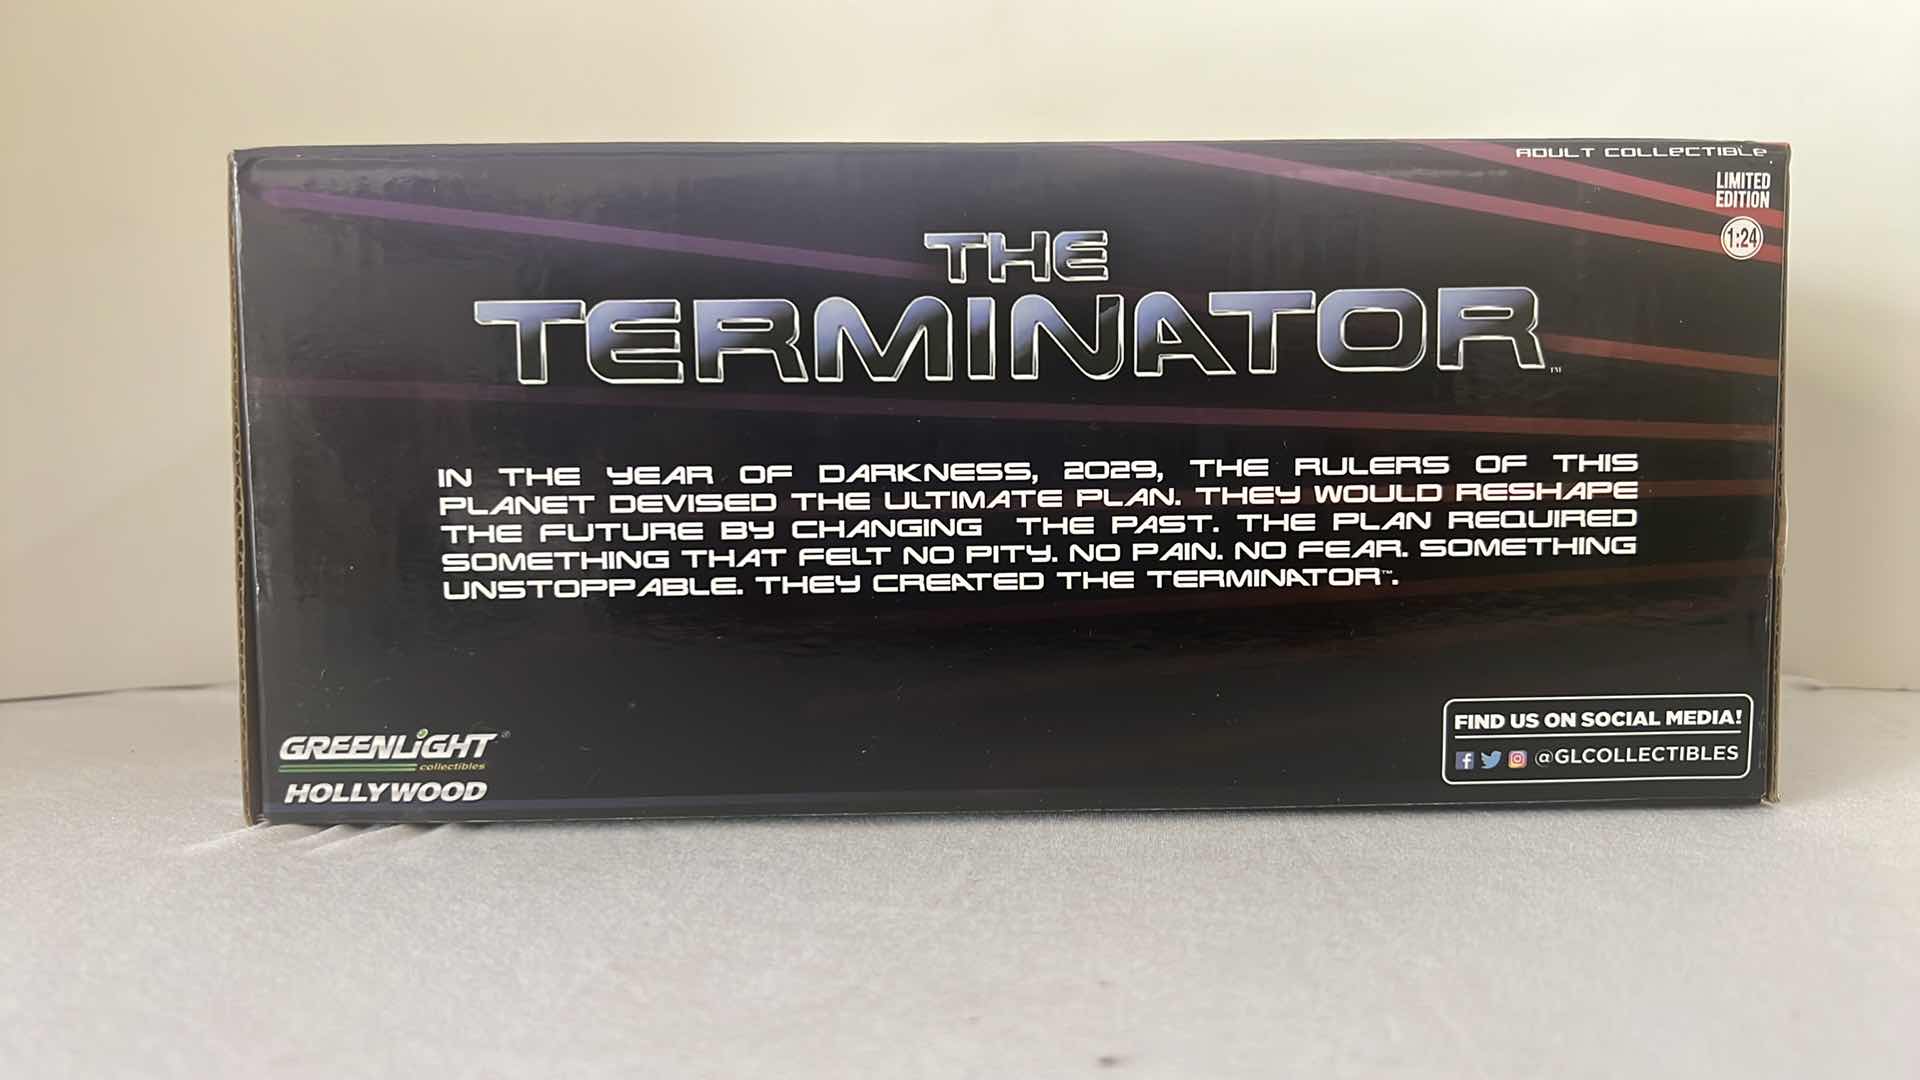 ADULT COLLECTIBLE
LIMITED
EDITION
1:24
THE
TERMINATOR™
IN THE YEAR OF DARKNESS, 2029, THE RULERS OF THIS
PLANET DEVISED THE ULTIMATE PLAN. THEY WOULD RESHAPE
THE FUTURE BY CHANGING THE PAST. THE PLAN REQUIRED
SOMETHING THAT FELT NO PITY. NO PAIN. NO FEAR. SOMETHING
UNSTOPPABLE. THEY CREATED THE TERMINATOR™.
GREENLiGHT®
collectibles
HOLLYWOOD
FIND US ON SOCIAL MEDIA!
@GLCOLLECTIBLES